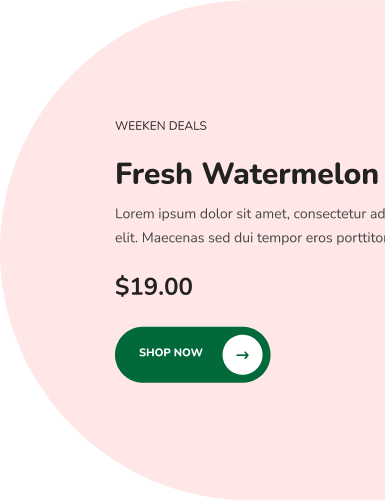 WEEKEN DEALS
Fresh Watermelon
Lorem ipsum dolor sit amet, consectetur ad
elit. Maecenas sed dui tempor eros porttitor
$19.00
SHOP NOW →